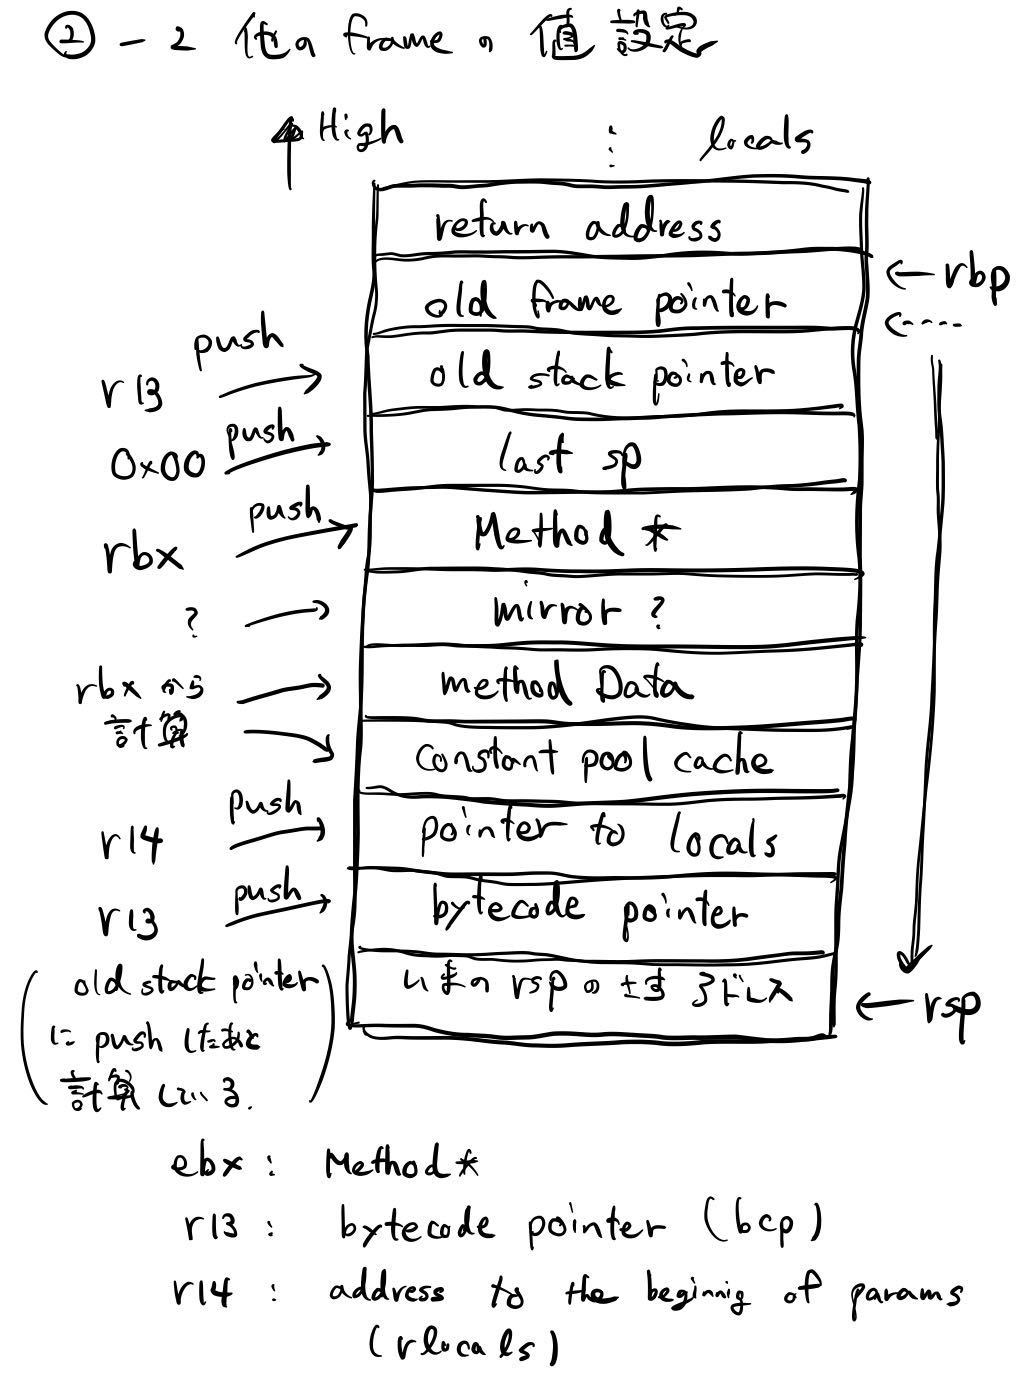 ② - 2 他の frame の 値 設定
High
⋮ locals
return address
old frame pointer
← rbp
r13 push → old stack pointer
0x00 push → last sp
rbx push → Method *
? → mirror ?
rbx から計算 → method Data
→ constant pool cache
r14 push → pointer to locals
r13 push → bytecode pointer
いまの rsp の さす アドレス
← rsp
( old stack pointer
に push したあと
計算 している. )
ebx : Method*
r13 : bytecode pointer (bcp)
r14 : address to the beginnig of params
(rlocals)